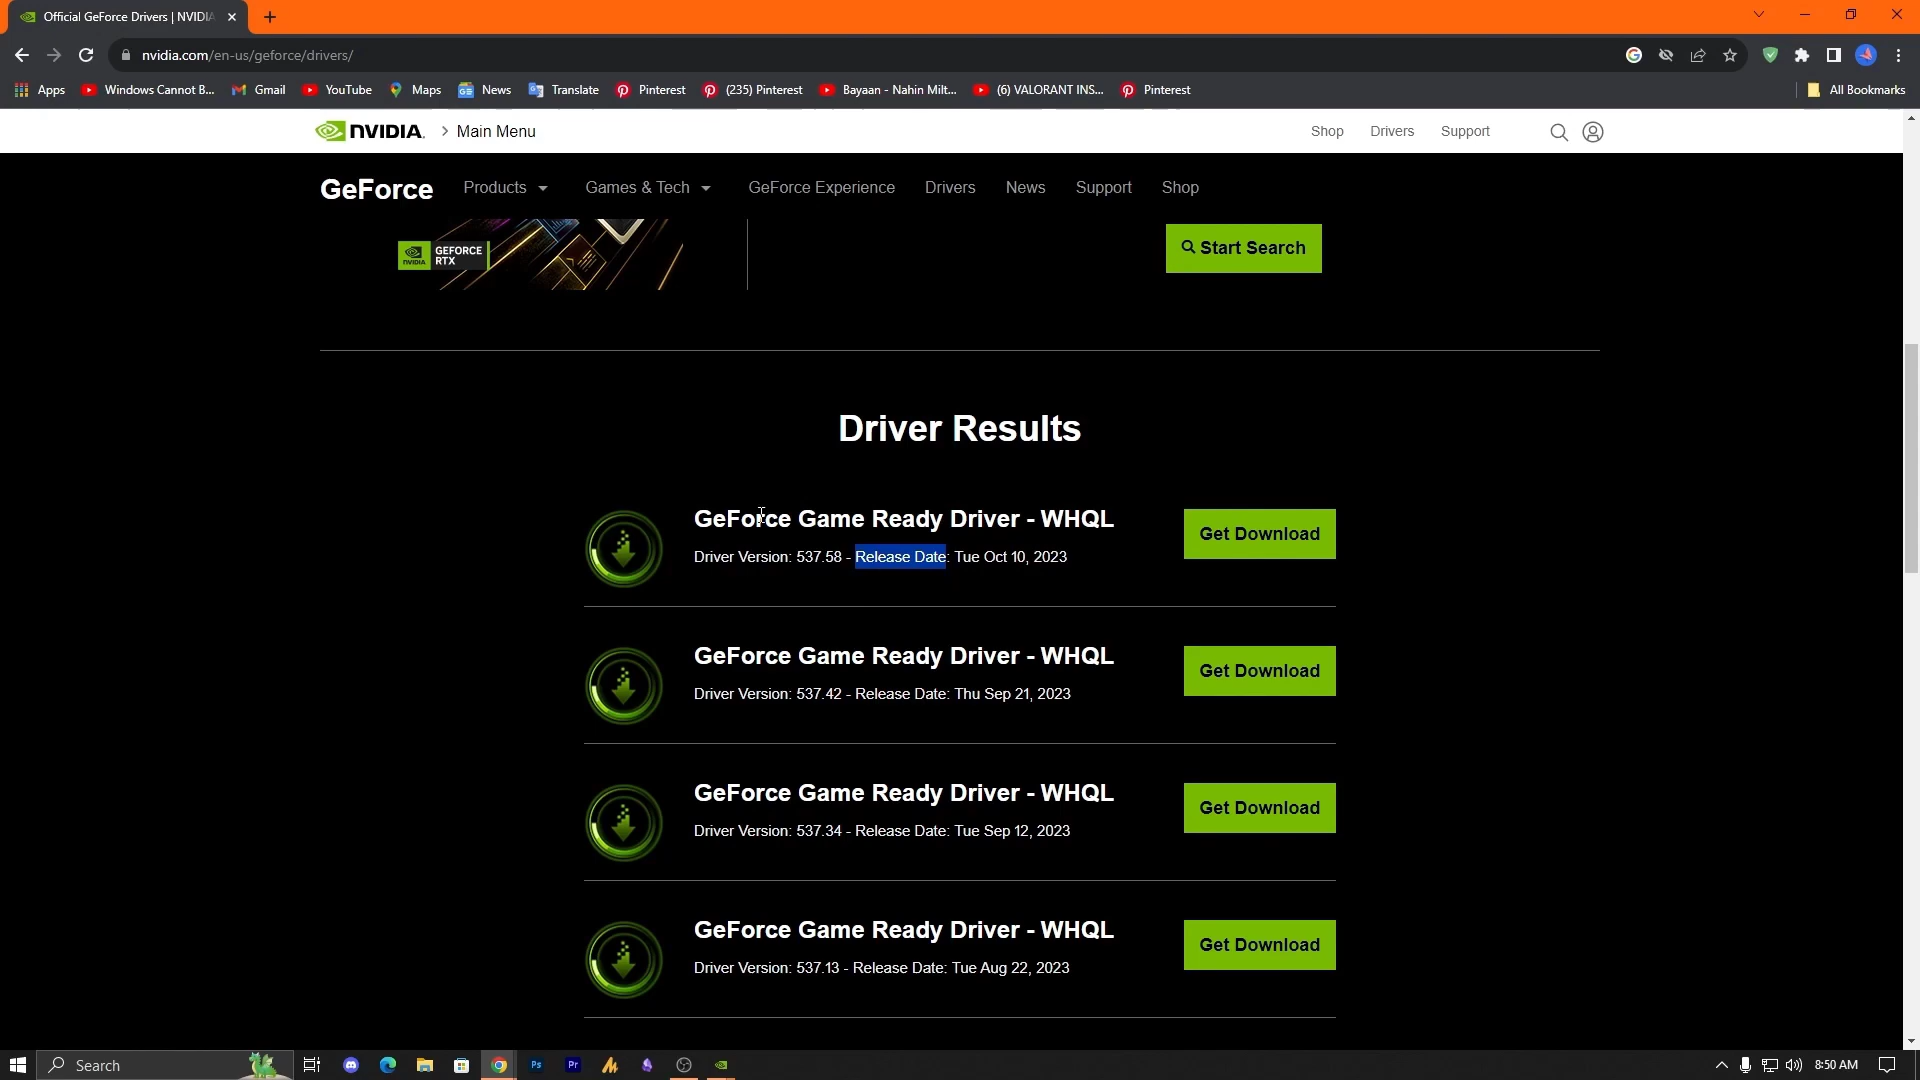 Official GeForce Drivers | NVIDIA
nvidia.com/en-us/geforce/drivers/
Apps
Windows Cannot B...
Gmail
YouTube
Maps
News
Translate
Pinterest
(235) Pinterest
Bayaan - Nahin Milt...
(6) VALORANT INS...
Pinterest
All Bookmarks
NVIDIA.
Main Menu
Shop
Drivers
Support
GeForce
Products
Games & Tech
GeForce Experience
Drivers
News
Support
Shop
NVIDIA
GEFORCE
RTX
Start Search
Driver Results
GeForce Game Ready Driver - WHQL
Driver Version: 537.58 - Release Date: Tue Oct 10, 2023
Get Download
GeForce Game Ready Driver - WHQL
Driver Version: 537.42 - Release Date: Thu Sep 21, 2023
Get Download
GeForce Game Ready Driver - WHQL
Driver Version: 537.34 - Release Date: Tue Sep 12, 2023
Get Download
GeForce Game Ready Driver - WHQL
Driver Version: 537.13 - Release Date: Tue Aug 22, 2023
Get Download
Search
Ps
Pr
8:50 AM